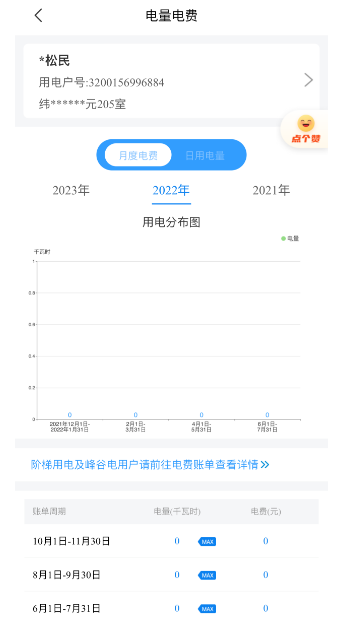 电量电费
*松民
用电户号:3200156996884
纬******元205室
点个赞
月度电费 日用电量
2023年 2022年 2021年
用电分布图
电量
千瓦时
1
0.8
0.6
0.4
0.2
0
0 0 0 0
2021年12月1日- 2月1日- 4月1日- 6月1日-
2022年1月31日 3月31日 5月31日 7月31日
阶梯用电及峰谷电用户请前往电费账单查看详情
账单周期 电量(千瓦时) 电费(元)
10月1日-11月30日 0 MAX 0
8月1日-9月30日 0 MAX 0
6月1日-7月31日 0 MAX 0